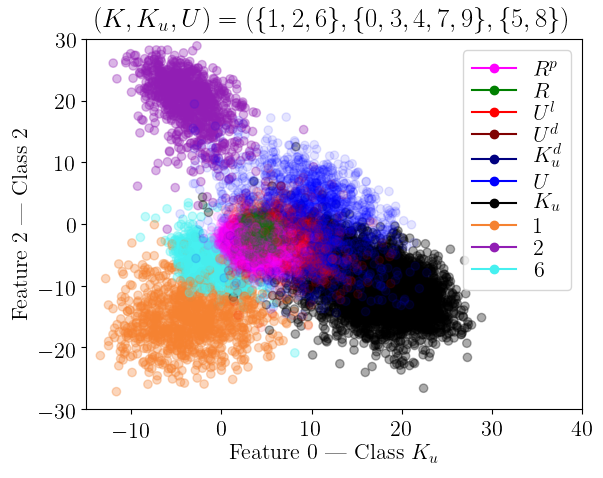 (K, K_u, U) = ({1, 2, 6}, {0, 3, 4, 7, 9}, {5, 8})
30
20
10
0
−10
−20
−30
Feature 2 — Class 2
−10
0
10
20
30
40
Feature 0 — Class K_u
R^p
R
U^l
U^d
K_u^d
U
K_u
1
2
6